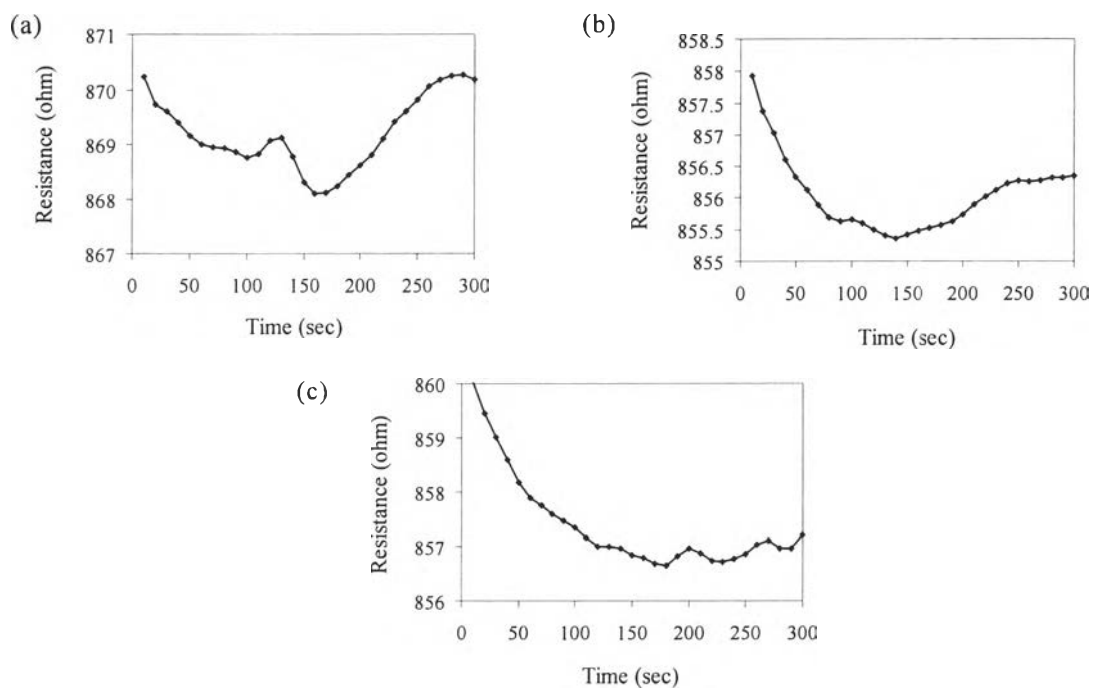 (a)
Resistance (ohm)
871
870
869
868
867
0 50 100 150 200 250 300
Time (sec)
(b)
Resistance (ohm)
858.5
858
857.5
857
856.5
856
855.5
855
0 50 100 150 200 250 300
Time (sec)
(c)
Resistance (ohm)
860
859
858
857
856
0 50 100 150 200 250 300
Time (sec)